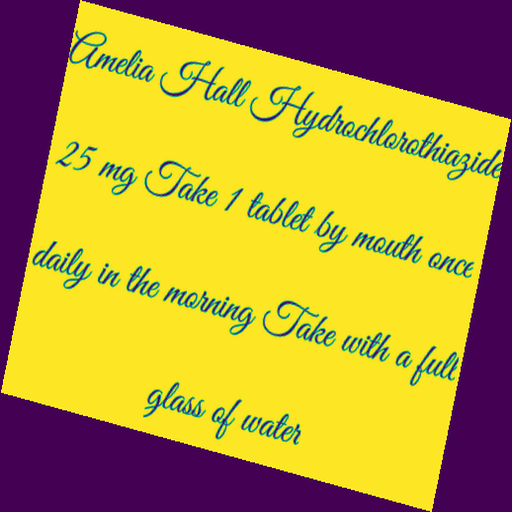 Amelia Hall Hydrochlorothiazide
25 mg Take 1 tablet by mouth once
daily in the morning Take with a full
glass of water